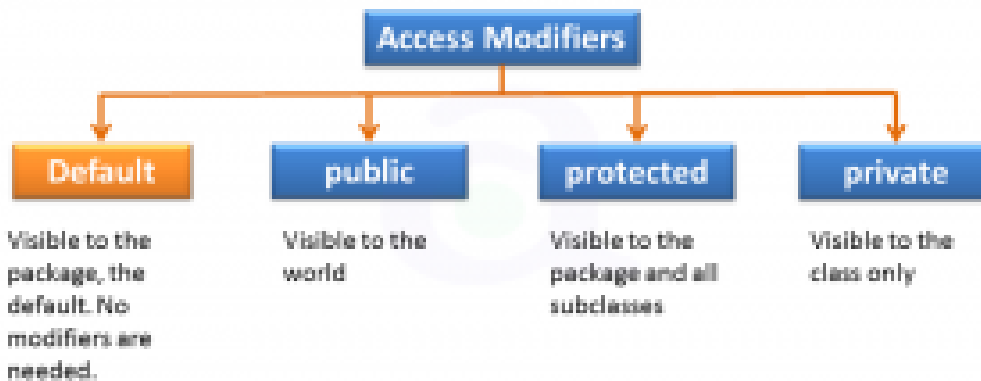 Access Modifiers
Default
public
protected
private
Visible to the
package, the
default. No
modifiers are
needed.
Visible to the
world
Visible to the
package and all
subclasses
Visible to the
class only